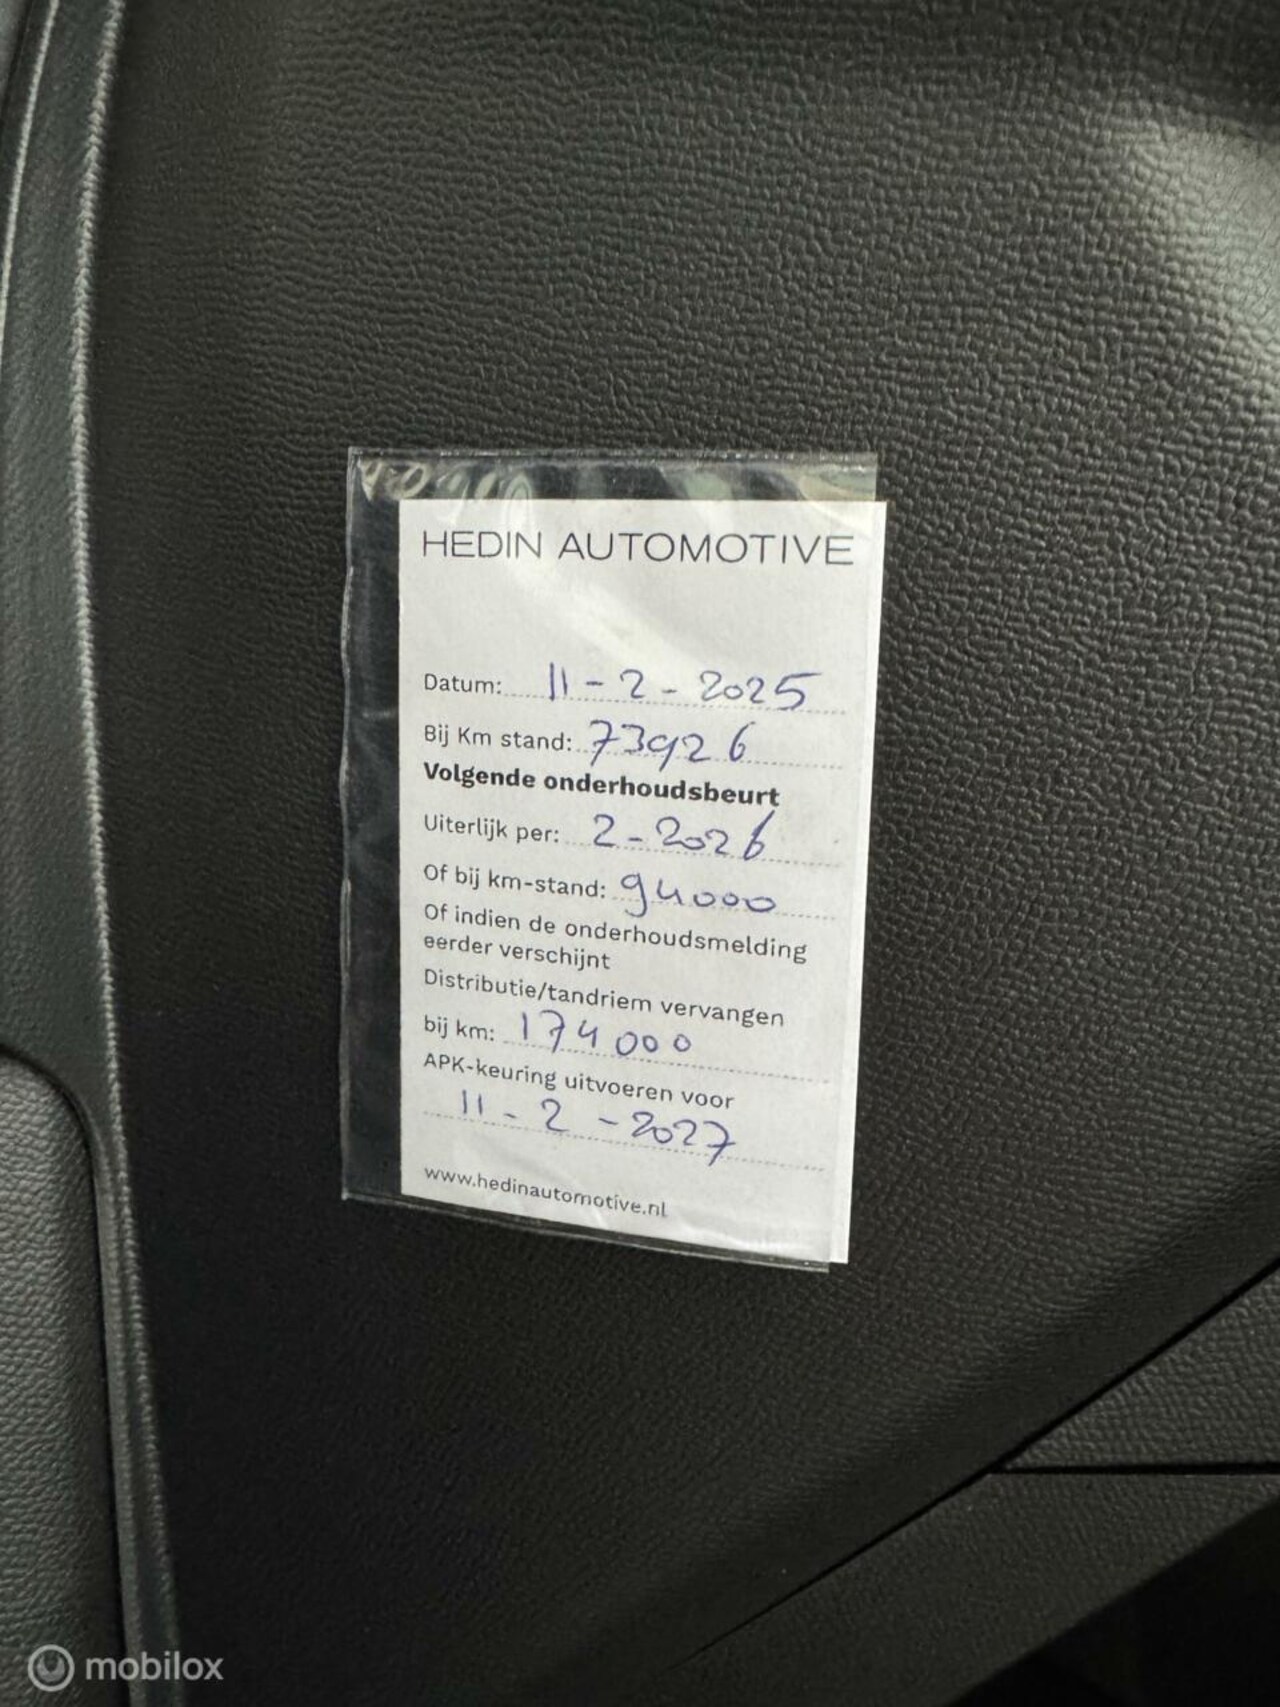 HEDIN AUTOMOTIVE
Datum: 11-2-2025
Bij Km stand: 73926
Volgende onderhoudsbeurt
Uiterlijk per: 2-2026
Of bij km-stand: 94000
Of indien de onderhoudsmelding
eerder verschijnt
Distributie/tandriem vervangen
bij km: 174000
APK-keuring uitvoeren voor
11-2-2027
www.hedinautomotive.nl
mobilox